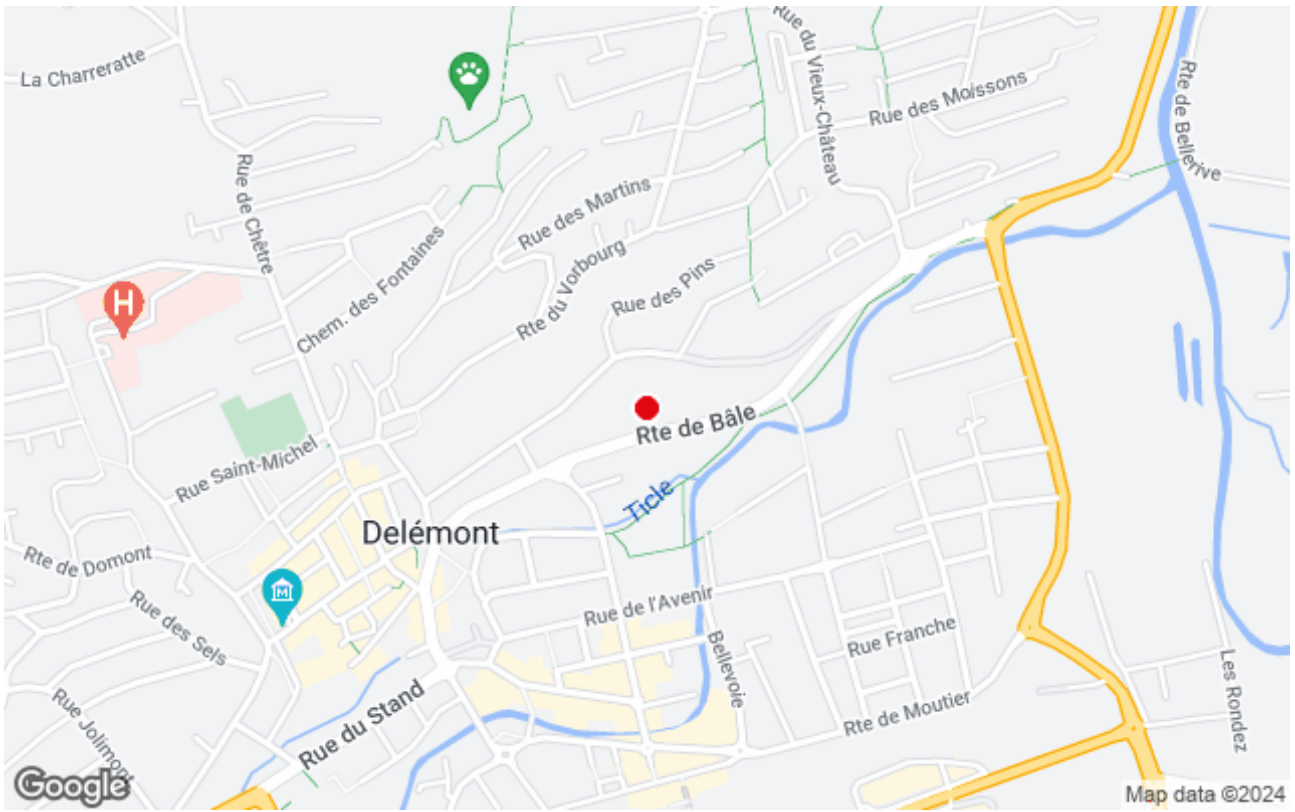 La Charreratte
Rue du Vieux-Château
Rue des Moissons
Rte de Bellerive
Rue de Chêtre
Rue des Martins
Chem. des Fontaines
Rte du Vorbourg
Rue des Pins
H
Rte de Bâle
Rue Saint-Michel
Ticle
Delémont
Rte de Domont
M
Rue de l'Avenir
Rue des Sels
Rue Franche
Bellevoie
Les Rondez
Rue Jolimont
Rue du Stand
Rte de Moutier
Google
Map data ©2024